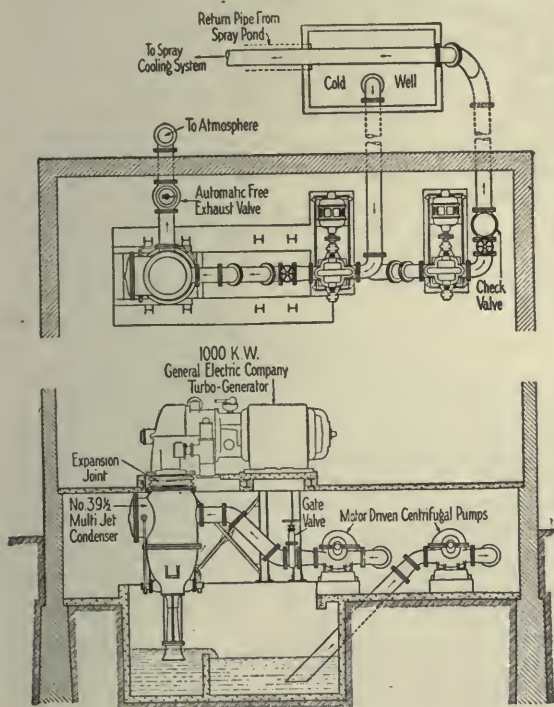 Return Pipe From
Spray Pond
To Spray
Cooling System
Cold Well
To Atmosphere
Automatic Free
Exhaust Valve
Check
Valve
1000 K.W.
General Electric Company
Turbo-Generator
Expansion
Joint
No. 39½
Multi Jet
Condenser
Gate
Valve
Motor Driven Centrifugal Pumps